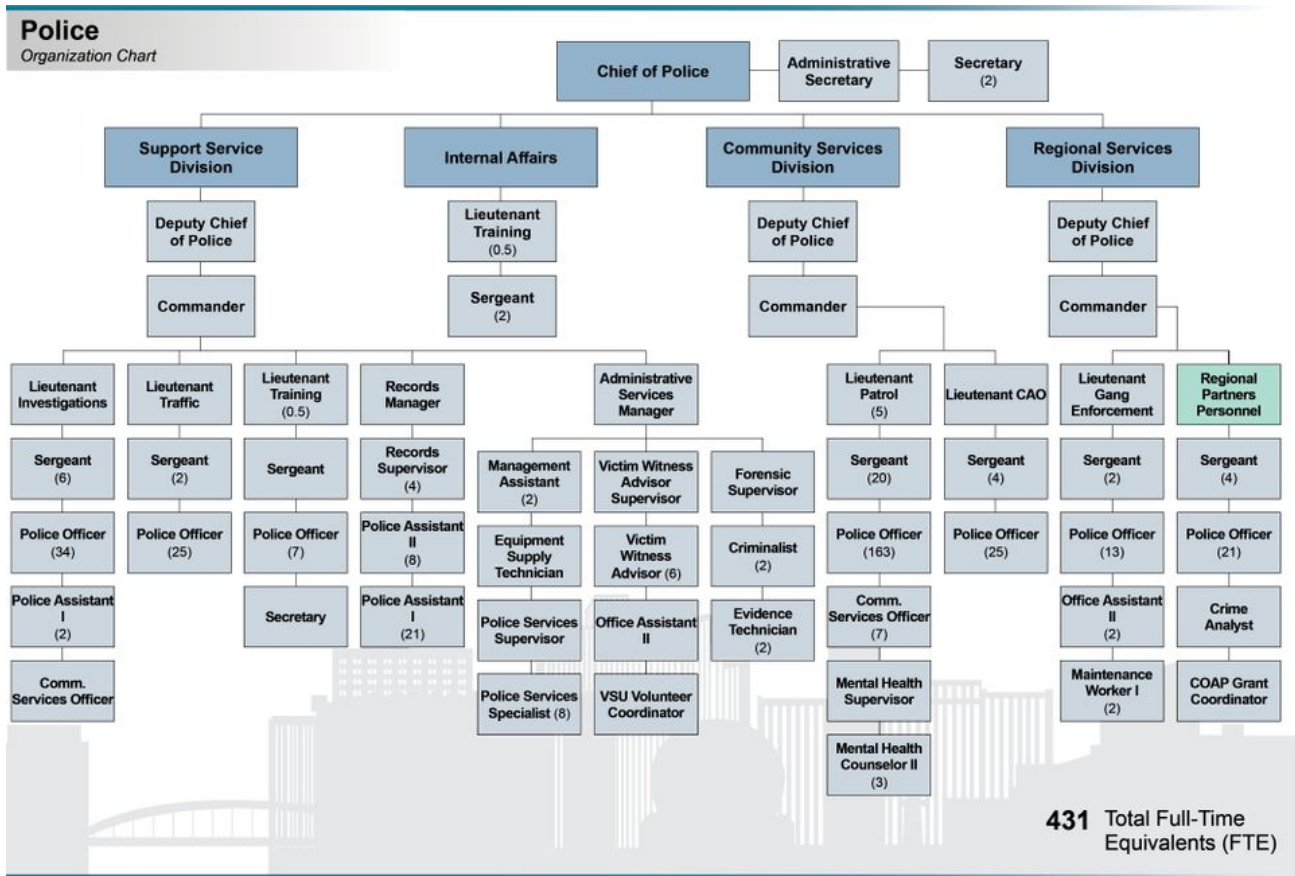 Police
Organization Chart
Chief of Police
Administrative
Secretary
Secretary
(2)
Support Service
Division
Internal Affairs
Community Services
Division
Regional Services
Division
Deputy Chief
of Police
Lieutenant
Training
(0.5)
Deputy Chief
of Police
Deputy Chief
of Police
Commander
Sergeant
(2)
Commander
Commander
Lieutenant
Investigations
Sergeant
(6)
Police Officer
(34)
Police Assistant
I
(2)
Comm.
Services Officer
Lieutenant
Traffic
Sergeant
(2)
Police Officer
(25)
Lieutenant
Training
(0.5)
Sergeant
Police Officer
(7)
Secretary
Records
Manager
Records
Supervisor
(4)
Police Assistant
II
(8)
Police Assistant
I
(21)
Administrative
Services
Manager
Management
Assistant
(2)
Equipment
Supply
Technician
Police Services
Supervisor
Police Services
Specialist (8)
Victim Witness
Advisor
Supervisor
Victim
Witness
Advisor (6)
Office Assistant
II
VSU Volunteer
Coordinator
Forensic
Supervisor
Criminalist
(2)
Evidence
Technician
(2)
Lieutenant
Patrol
(5)
Sergeant
(20)
Police Officer
(163)
Comm.
Services Officer
(7)
Mental Health
Supervisor
Mental Health
Counselor II
(3)
Lieutenant CAO
Sergeant
(4)
Police Officer
(25)
Lieutenant
Gang
Enforcement
Sergeant
(2)
Police Officer
(13)
Office Assistant
II
(2)
Maintenance
Worker I
(2)
Regional
Partners
Personnel
Sergeant
(4)
Police Officer
(21)
Crime
Analyst
COAP Grant
Coordinator
431 Total Full-Time
Equivalents (FTE)